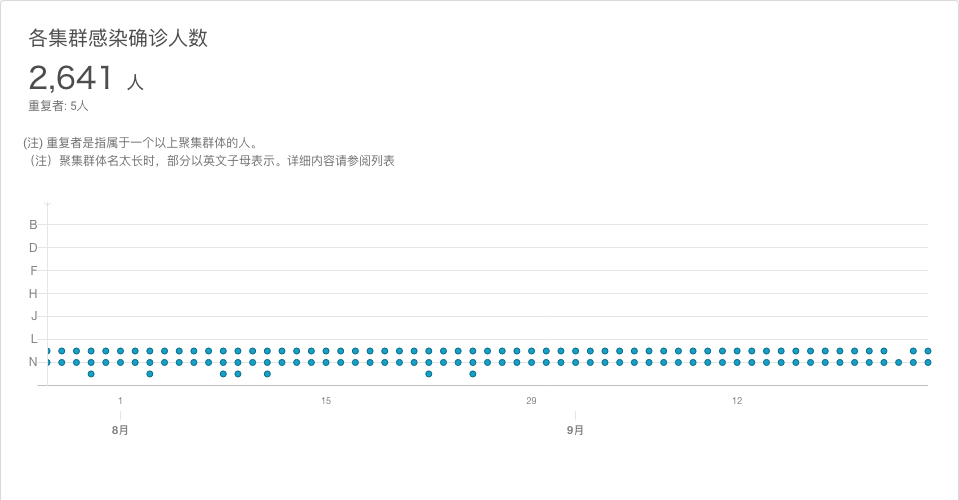 各集群感染确诊人数
2,641 人
重复者: 5人
(注) 重复者是指属于一个以上聚集群体的人。
（注）聚集群体名太长时，部分以英文子母表示。详细内容请参阅列表
B
D
F
H
J
L
N
1 15 29 12
8月 9月